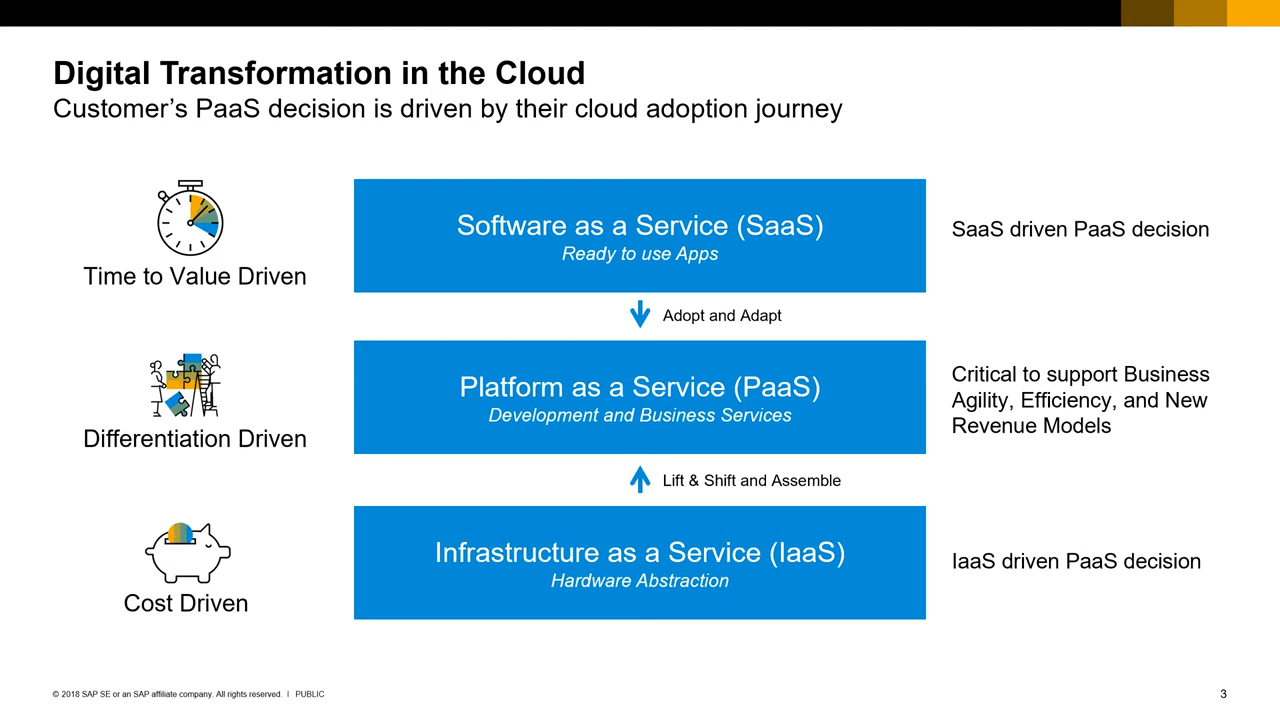 Digital Transformation in the Cloud
Customer’s PaaS decision is driven by their cloud adoption journey
Time to Value Driven
Software as a Service (SaaS)
Ready to use Apps
SaaS driven PaaS decision
Adopt and Adapt
Differentiation Driven
Platform as a Service (PaaS)
Development and Business Services
Critical to support Business
Agility, Efficiency, and New
Revenue Models
Lift & Shift and Assemble
Cost Driven
Infrastructure as a Service (IaaS)
Hardware Abstraction
IaaS driven PaaS decision
© 2018 SAP SE or an SAP affiliate company. All rights reserved. I PUBLIC
3